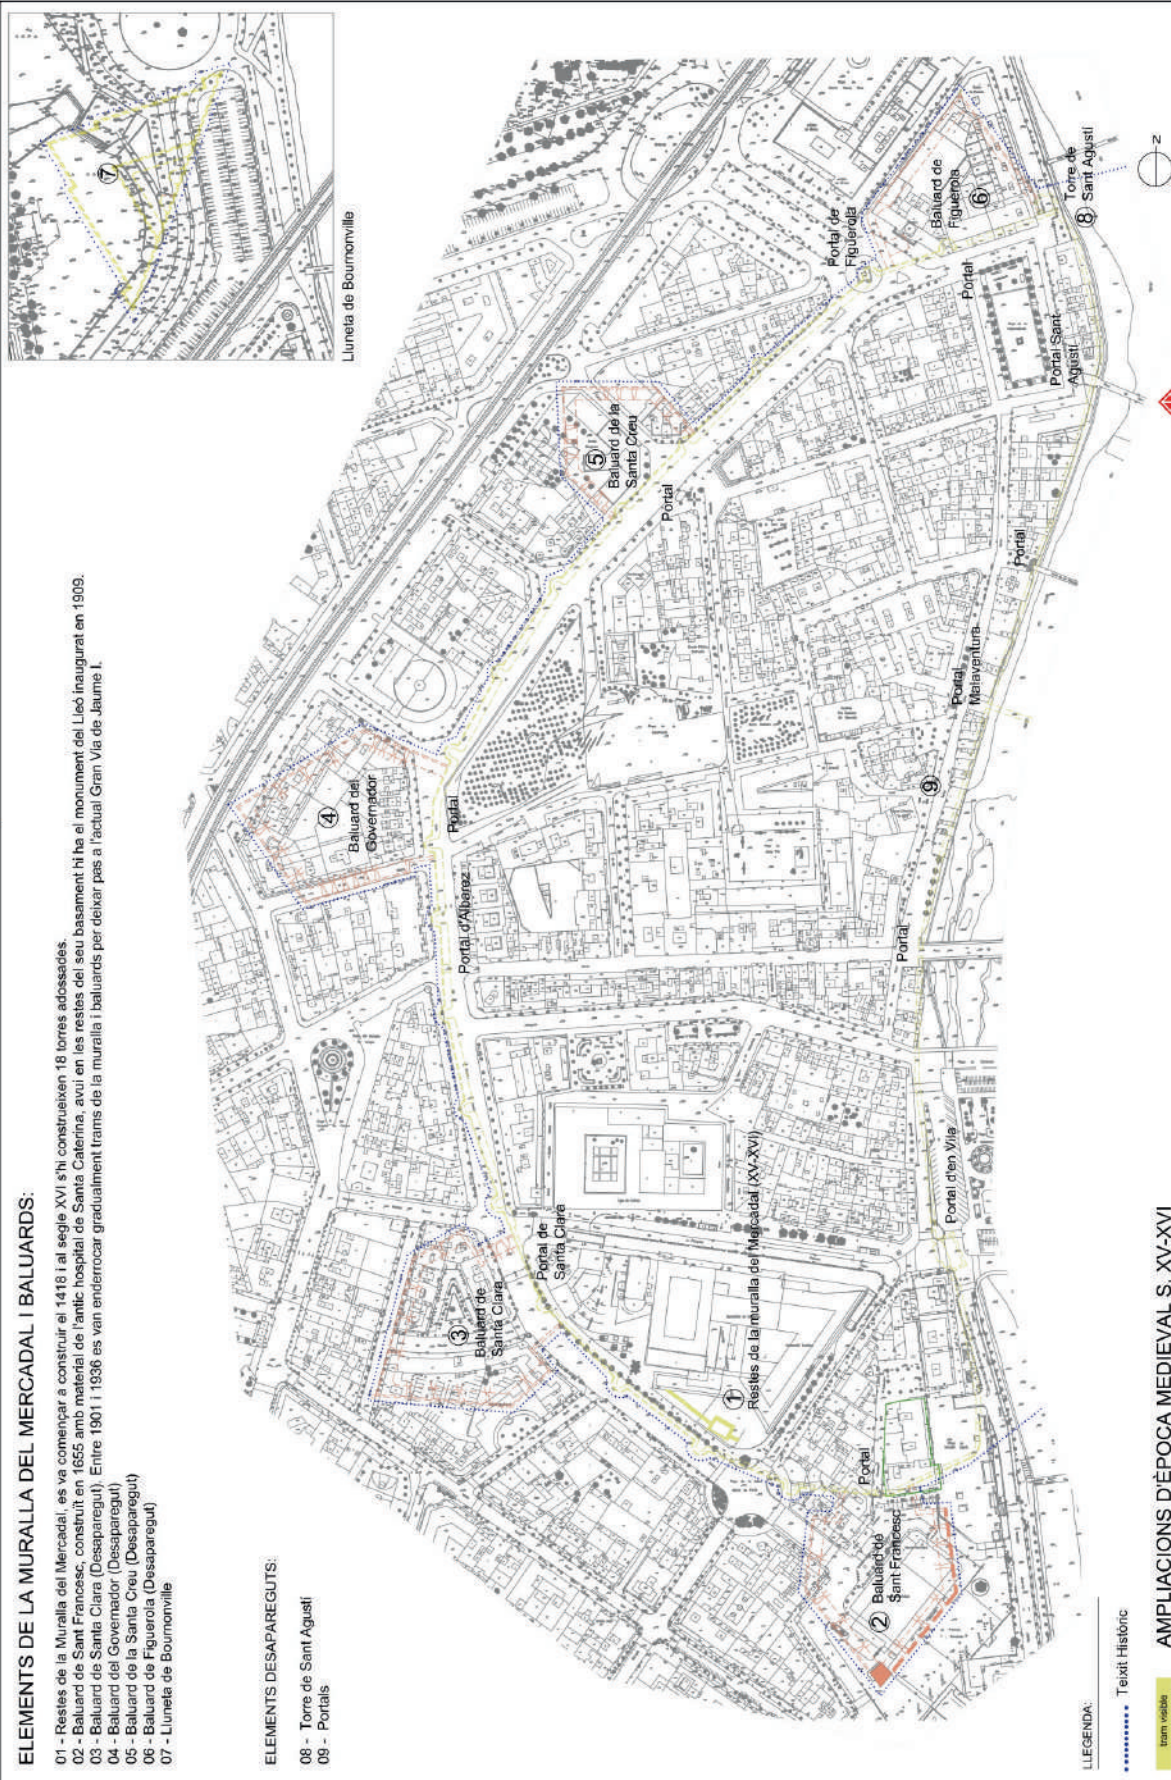 ELEMENTS DE LA MURALLA DEL MERCADAL I BALUARDS:
01 - Restes de la Muralla del Mercadal, es va començar a construir el 1418 i al segle XVI s'hi construeixen 18 torres adossades.
02 - Baluard de Sant Francesc, construït en 1655 amb material de l'antic hospital de Santa Caterina, avui en les restes del seu basament hi ha el monument del Lleó inaugurat en 1909.
03 - Baluard de Santa Clara (Desaparegut). Entre 1901 i 1936 es van enderrocar gradualment trams de la muralla i baluards per deixar pas a l'actual Gran Via de Jaume I.
04 - Baluard del Governador (Desaparegut)
05 - Baluard de la Santa Creu (Desaparegut)
06 - Baluard de Figuerola (Desaparegut)
07 - Lluneta de Bournonville
ELEMENTS DESAPAREGUTS:
08 - Torre de Sant Agustí
09 - Portals
7
Lluneta de Bournonville
4
Baluard del
Governador
5
Baluard de la
Santa Creu
Portal de
Figuerola
Baluard de
Figuerola
6
Torre de
8 Sant Agustí
Portal
Portal Sant
Agustí
Portal
Portal
Portal
Portal d'Albarez
3
Baluard de
Santa Clara
Portal de
Santa Clara
Portal
Malaventura
9
Portal
1
Restes de la muralla del Mercadal (XV-XVI)
Portal d'en Vila
Portal
2
Baluard de
Sant Francesc
N
LLEGENDA:
Teixit Històric
tram visible
AMPLIACIONS D'ÈPOCA MEDIEVAL S. XV-XVI